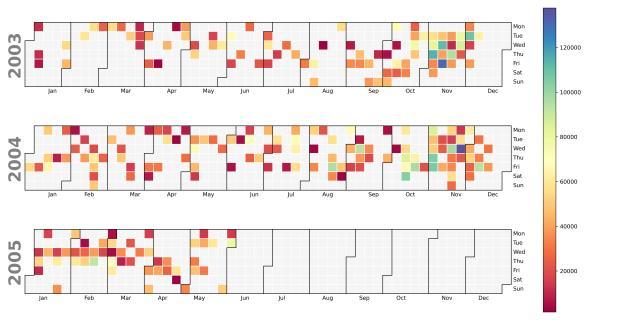 2003
Mon
Tue
Wed
Thu
Fri
Sat
Sun
Jan Feb Mar Apr May Jun Jul Aug Sep Oct Nov Dec
2004
Mon
Tue
Wed
Thu
Fri
Sat
Sun
Jan Feb Mar Apr May Jun Jul Aug Sep Oct Nov Dec
2005
Mon
Tue
Wed
Thu
Fri
Sat
Sun
Jan Feb Mar Apr May Jun Jul Aug Sep Oct Nov Dec
120000
100000
80000
60000
40000
20000